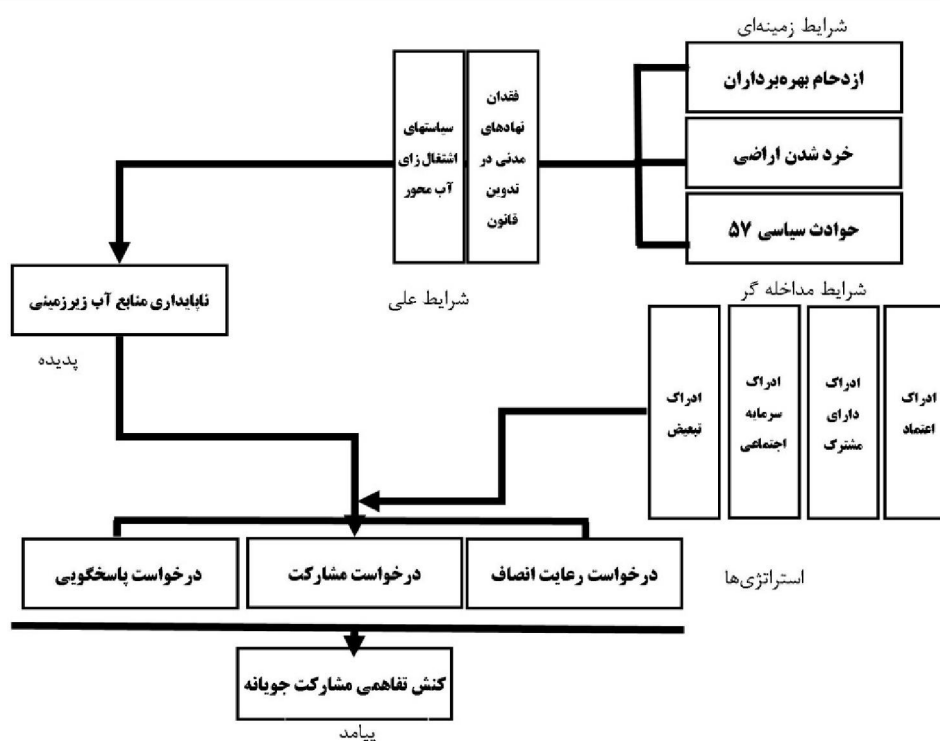 شرایط زمینه‌ای
ازدحام بهره‌برداران
خرد شدن اراضی
حوادث سیاسی ۵۷
فقدان
نهادهای
مدنی در
تدوین
قانون
سیاستهای
اشتغال زای
آب محور
شرایط علی
ناپایداری منابع آب زیرزمینی
پدیده
شرایط مداخله گر
ادراک
اعتماد
ادراک
دارای
مشترک
ادراک
سرمایه
اجتماعی
ادراک
تبعیض
استراتژی‌ها
درخواست رعایت انصاف
درخواست مشارکت
درخواست پاسخگویی
کنش تفاهمی مشارکت جویانه
پیامد